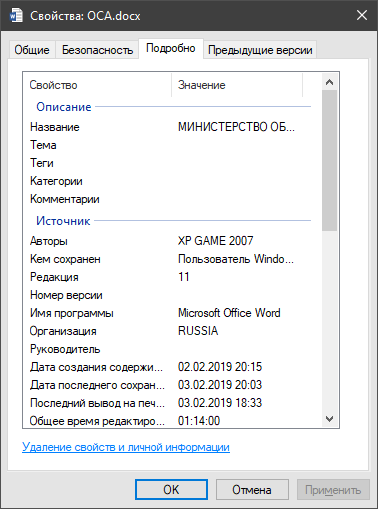 Свойства: OCA.docx
Общие Безопасность Подробно Предыдущие версии
Свойство Значение
Описание
Название МИНИСТЕРСТВО ОБ...
Тема
Теги
Категории
Комментарии
Источник
Авторы XP GAME 2007
Кем сохранен Пользователь Windo...
Редакция 11
Номер версии
Имя программы Microsoft Office Word
Организация RUSSIA
Руководитель
Дата создания содержи... 02.02.2019 20:15
Дата последнего сохран... 03.02.2019 20:03
Последний вывод на печ... 03.02.2019 18:33
Общее время редактиро... 01:14:00
Удаление свойств и личной информации
OK Отмена Применить